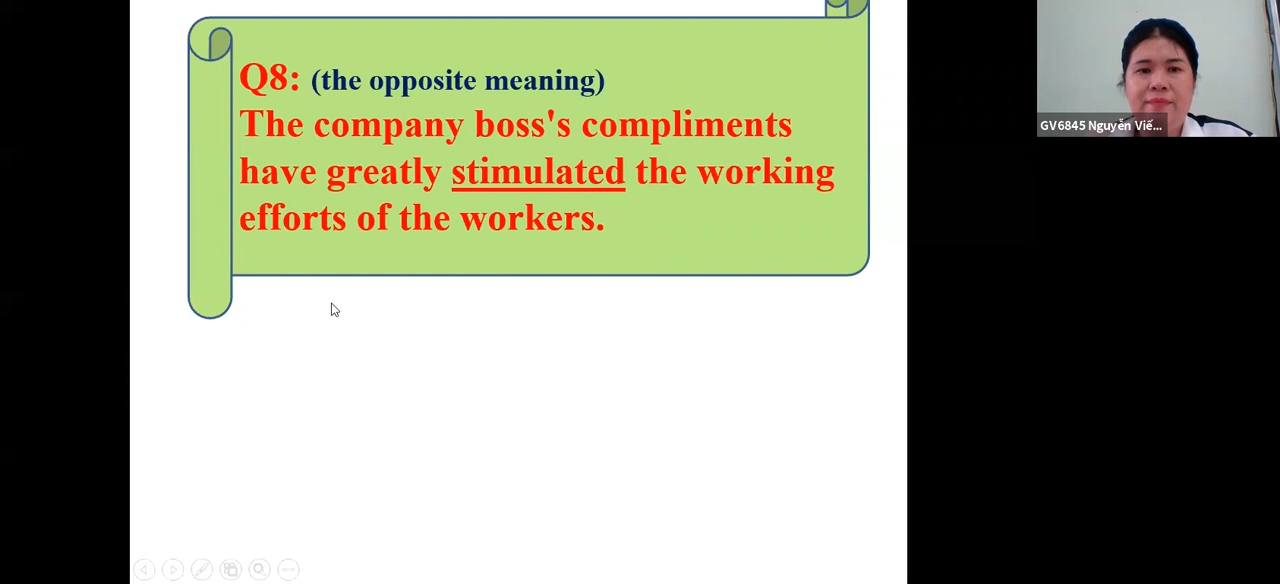 Q8: (the opposite meaning)
The company boss's compliments
have greatly stimulated the working
efforts of the workers.
GV6845 Nguyễn Viế...